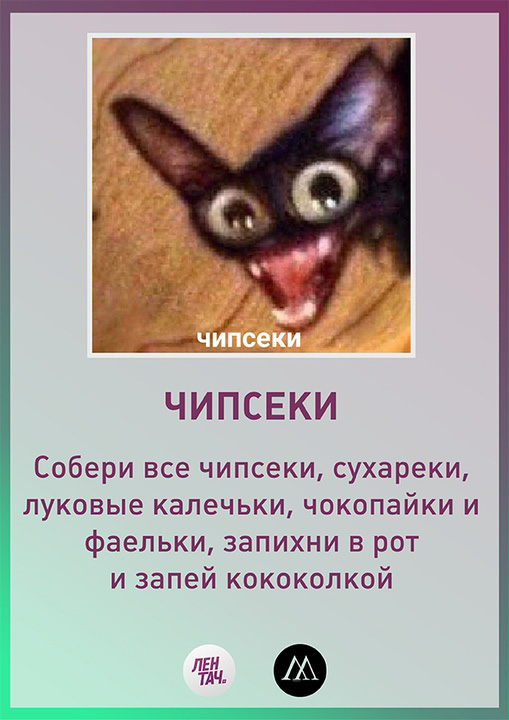 чипсеки
ЧИПСЕКИ
Собери все чипсеки, сухареки,
луковые калечьки, чокопайки и
фаельки, запихни в рот
и запей кококолкой
ЛЕН
ТАЧ.